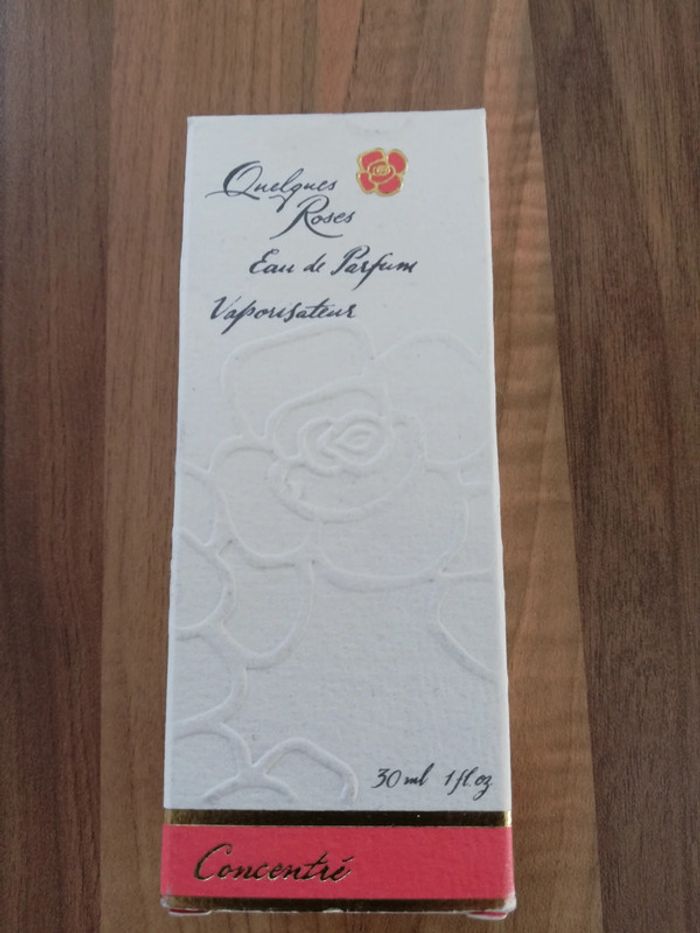 Quelques
Roses
Eau de Parfum
Vaporisateur
30 ml 1 fl.oz
Concentré